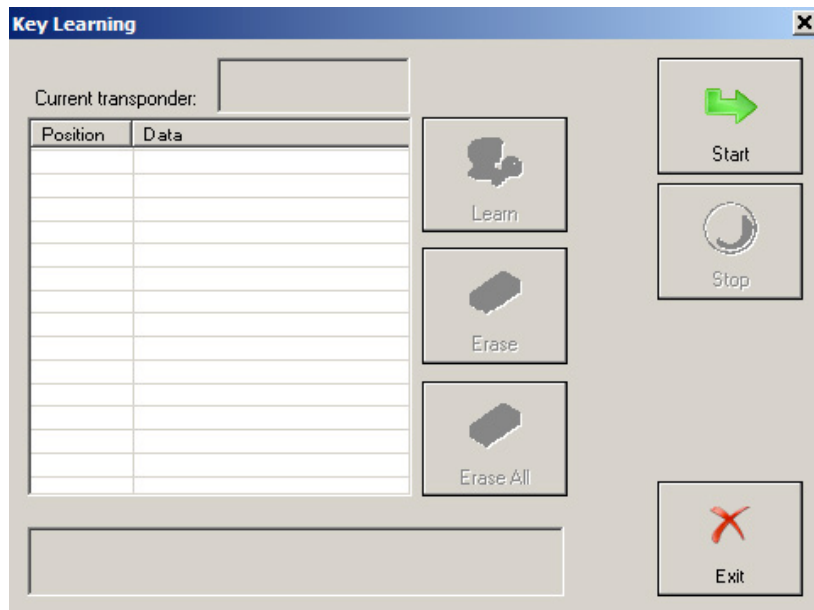 Key Learning
Current transponder:
Position Data
Learn
Erase
Erase All
Start
Stop
Exit